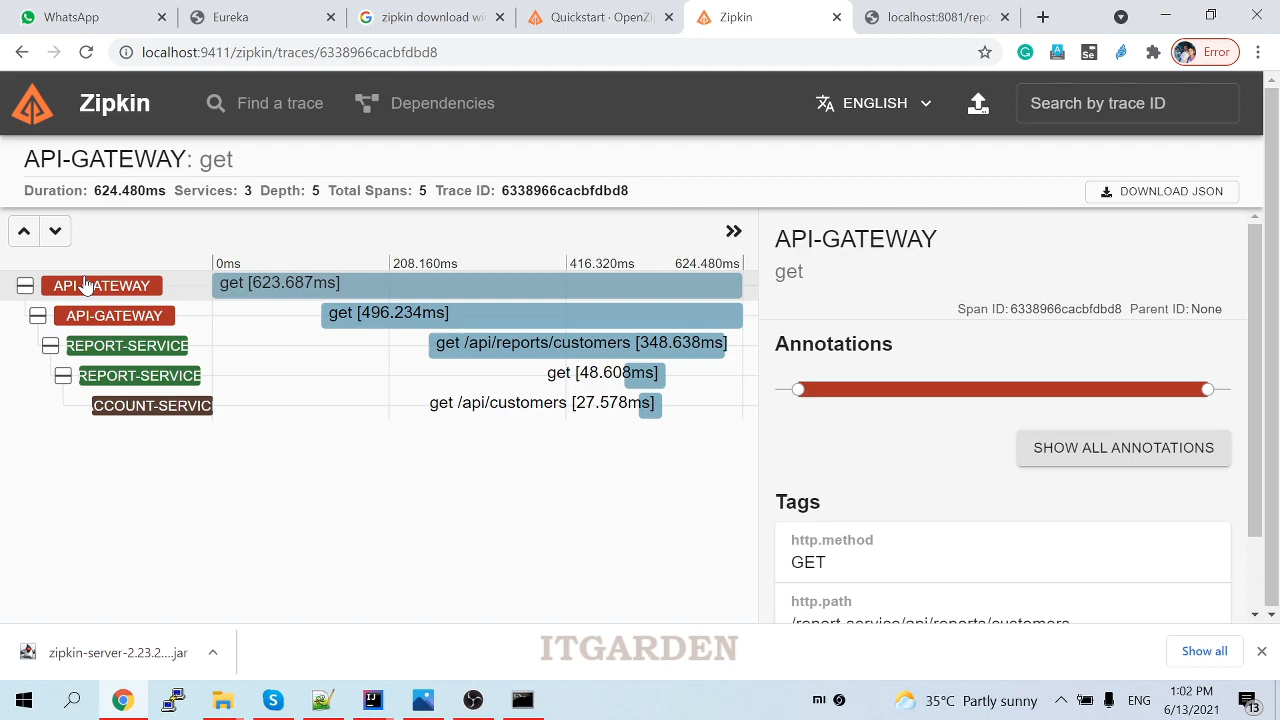 WhatsApp
Eureka
zipkin download wi
Quickstart · OpenZi
Zipkin
localhost:8081/repo
localhost:9411/zipkin/traces/6338966cacbfdbd8
Se
Error
Zipkin
Find a trace
Dependencies
ENGLISH
Search by trace ID
API-GATEWAY: get
Duration: 624.480ms Services: 3 Depth: 5 Total Spans: 5 Trace ID: 6338966cacbfdbd8
DOWNLOAD JSON
0ms 208.160ms 416.320ms 624.480ms
API-GATEWAY get [623.687ms]
API-GATEWAY get [496.234ms]
REPORT-SERVICE get /api/reports/customers [348.638ms]
REPORT-SERVICE get [48.608ms]
CCOUNT-SERVIC get /api/customers [27.578ms]
API-GATEWAY
get
Span ID: 6338966cacbfdbd8 Parent ID: None
Annotations
SHOW ALL ANNOTATIONS
Tags
http.method
GET
http.path
/report-service/api/reports/customers
zipkin-server-2.23.2....jar
ITGARDEN
Show all
35°C Partly sunny
ENG
1:02 PM
6/13/2021
13